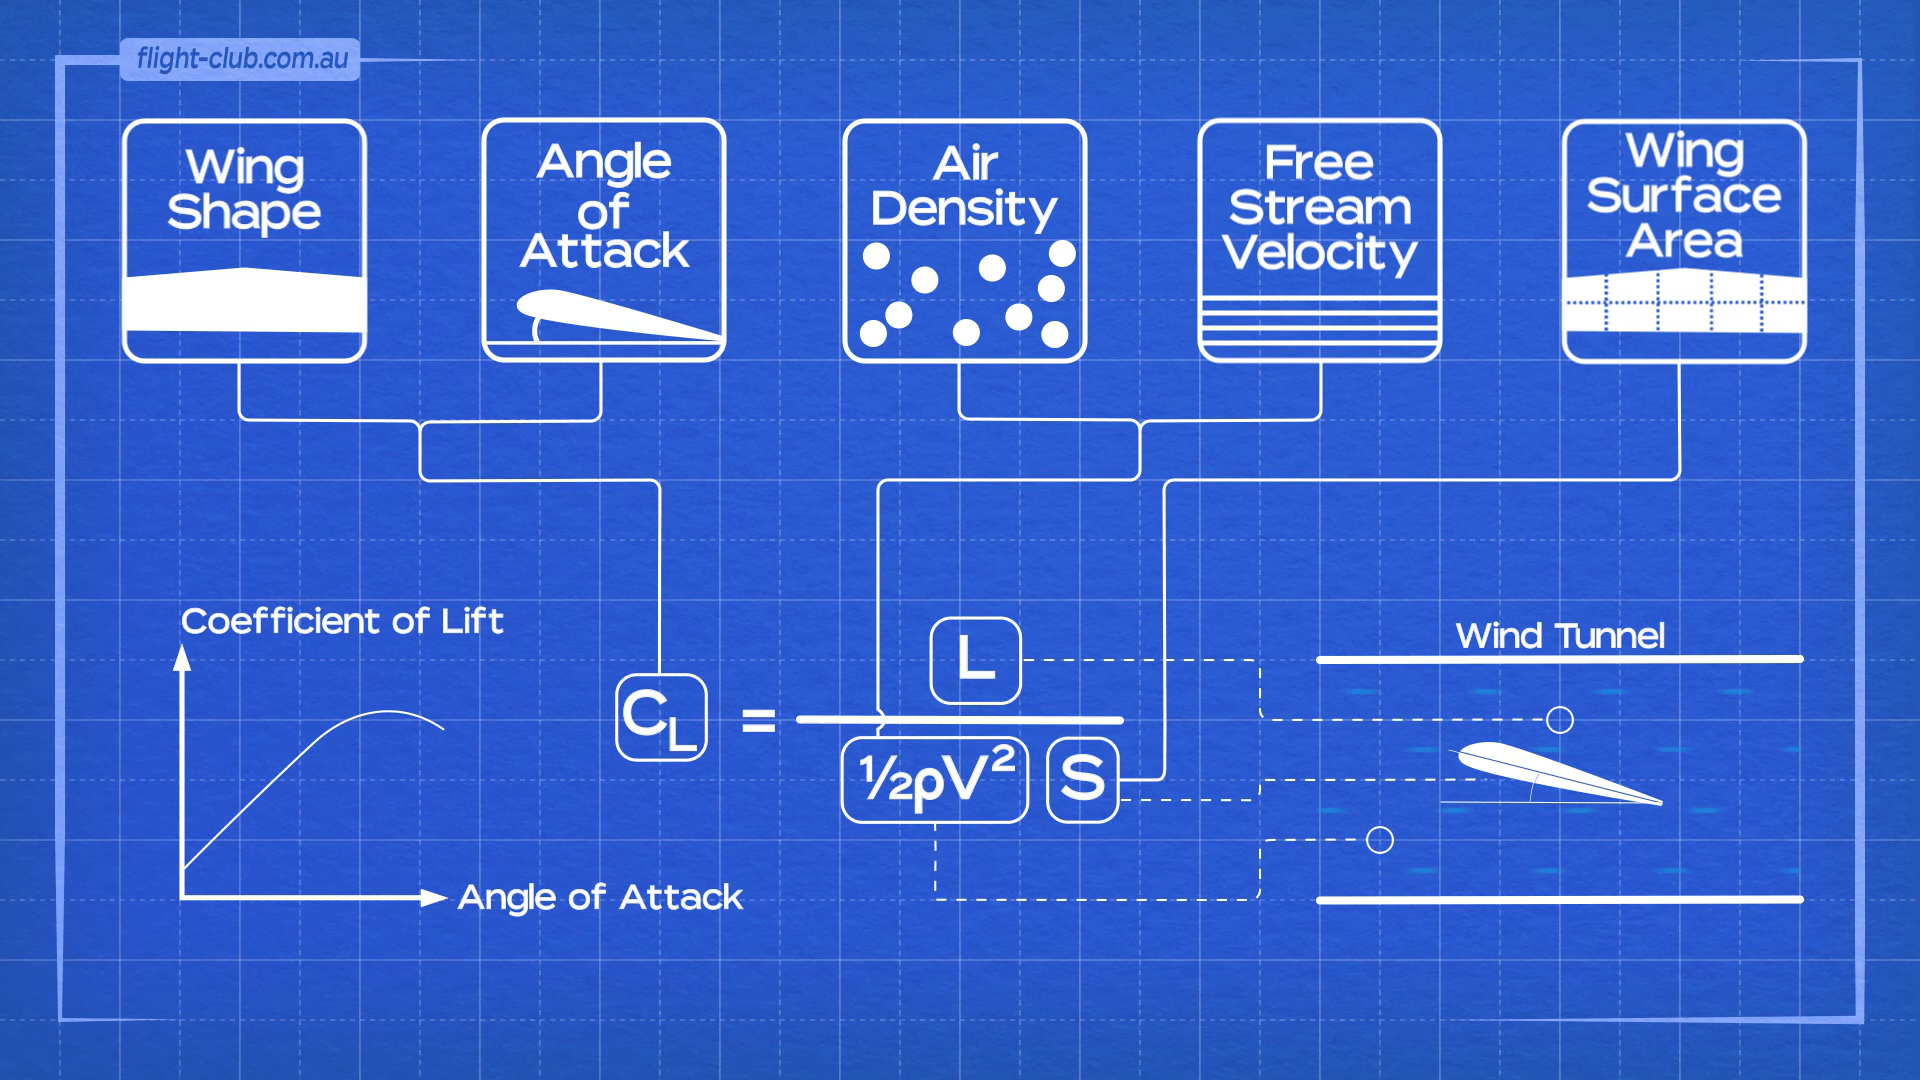 flight-club.com.au
Wing
Shape
Angle
of
Attack
Air
Density
Free
Stream
Velocity
Wing
Surface
Area
Coefficient of Lift
Angle of Attack
C_L = L
½ρV² S
Wind Tunnel